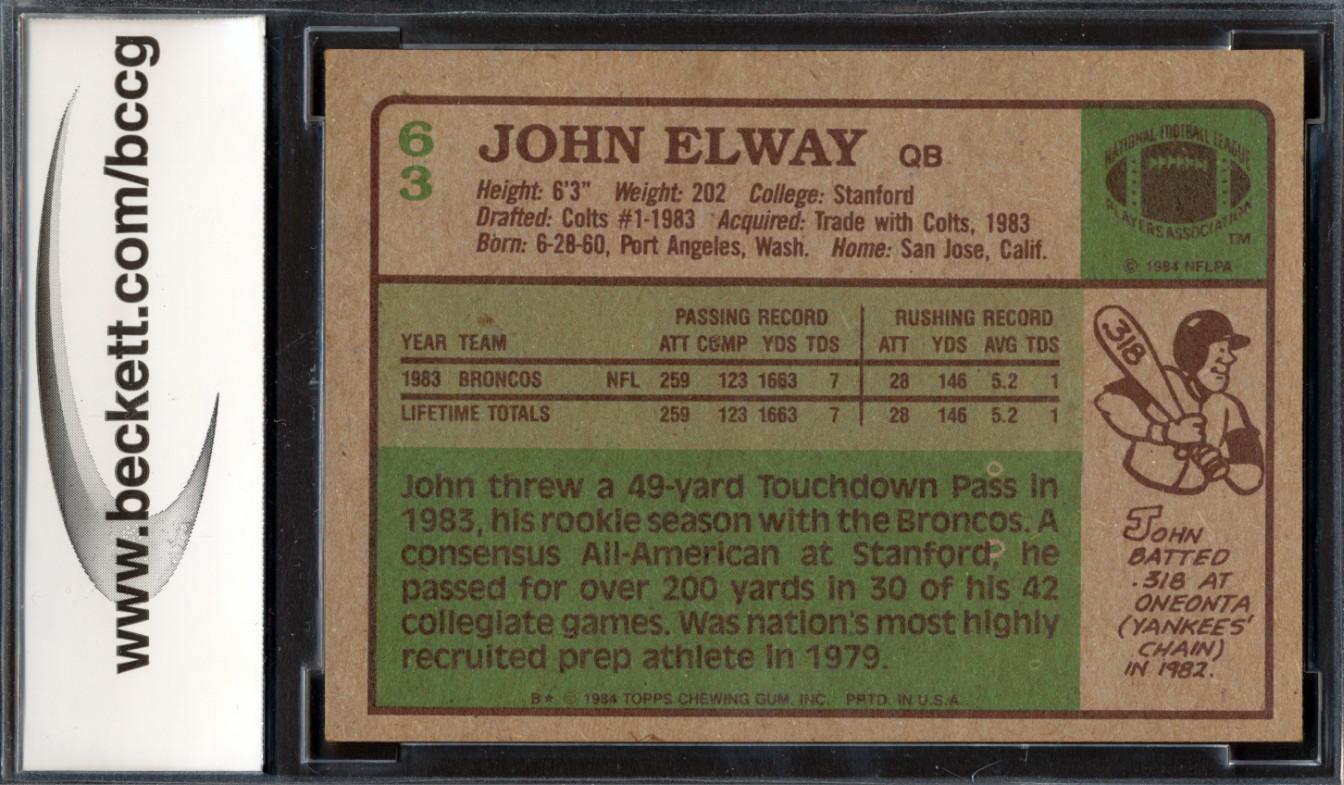 www.beckett.com/bccg
63
JOHN ELWAY QB
Height: 6'3" Weight: 202 College: Stanford
Drafted: Colts #1-1983 Acquired: Trade with Colts, 1983
Born: 6-28-60, Port Angeles, Wash. Home: San Jose, Calif.
NATIONAL FOOTBALL LEAGUE
PLAYERS ASSOCIATION
TM
© 1984 NFLPA
PASSING RECORD RUSHING RECORD
YEAR TEAM ATT COMP YDS TDS ATT YDS AVG TDS
1983 BRONCOS NFL 259 123 1663 7 28 146 5.2 1
LIFETIME TOTALS 259 123 1663 7 28 146 5.2 1
John threw a 49-yard Touchdown Pass in
1983, his rookie season with the Broncos. A
consensus All-American at Stanford, he
passed for over 200 yards in 30 of his 42
collegiate games. Was nation's most highly
recruited prep athlete in 1979.
B* © 1984 TOPPS CHEWING GUM, INC. PRTD. IN U.S.A.
318
JOHN
BATTED
.318 AT
ONEONTA
(YANKEES'
CHAIN)
IN 1982.